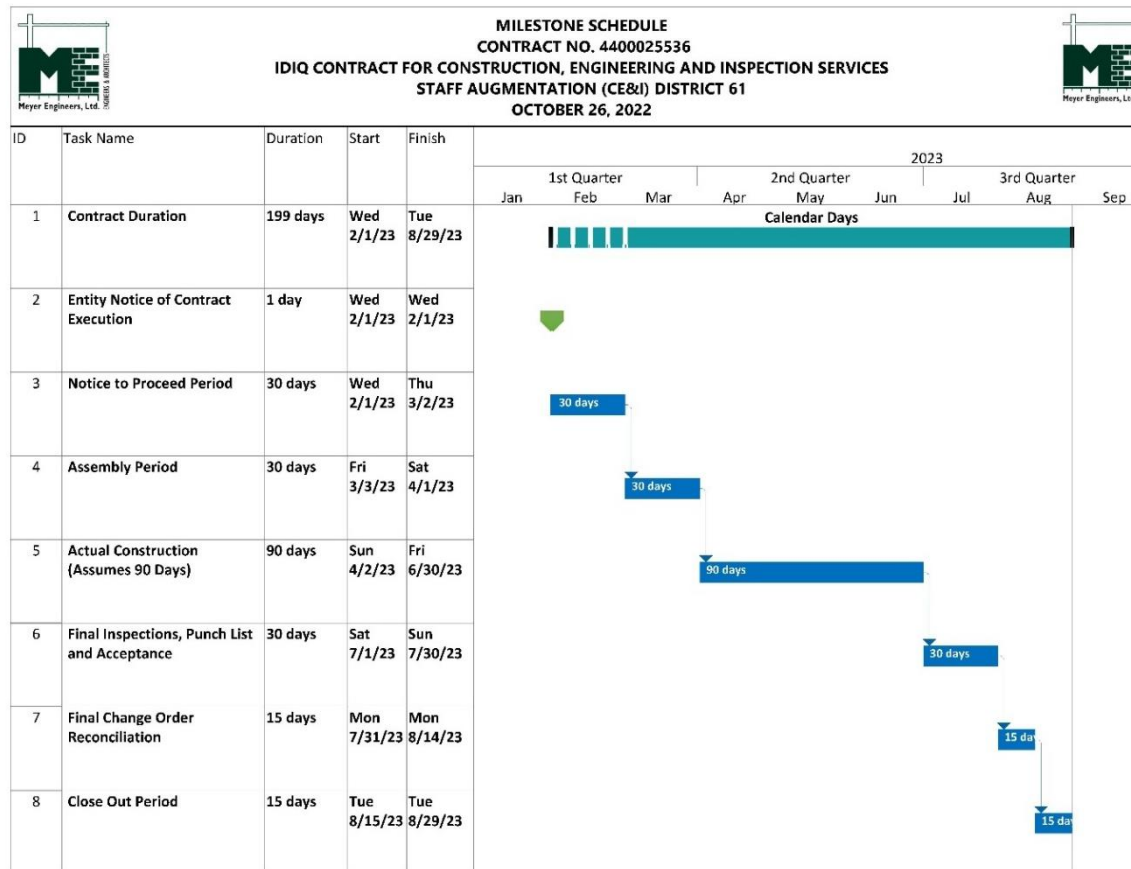 MILESTONE SCHEDULE
CONTRACT NO. 4400025536
IDIQ CONTRACT FOR CONSTRUCTION, ENGINEERING AND INSPECTION SERVICES
STAFF AUGMENTATION (CE&I) DISTRICT 61
OCTOBER 26, 2022
ME
ENGINEERS & ARCHITECTS
Meyer Engineers, Ltd.
ME
Meyer Engineers, Ltd
ID Task Name Duration Start Finish
2023
1st Quarter 2nd Quarter 3rd Quarter
Jan Feb Mar Apr May Jun Jul Aug Sep
1 Contract Duration 199 days Wed Tue
2/1/23 8/29/23
Calendar Days
2 Entity Notice of Contract 1 day Wed Wed
Execution 2/1/23 2/1/23
3 Notice to Proceed Period 30 days Wed Thu
2/1/23 3/2/23
30 days
4 Assembly Period 30 days Fri Sat
3/3/23 4/1/23
30 days
5 Actual Construction 90 days Sun Fri
(Assumes 90 Days) 4/2/23 6/30/23
90 days
6 Final Inspections, Punch List 30 days Sat Sun
and Acceptance 7/1/23 7/30/23
30 days
7 Final Change Order 15 days Mon Mon
Reconciliation 7/31/23 8/14/23
15 day
8 Close Out Period 15 days Tue Tue
8/15/23 8/29/23
15 da